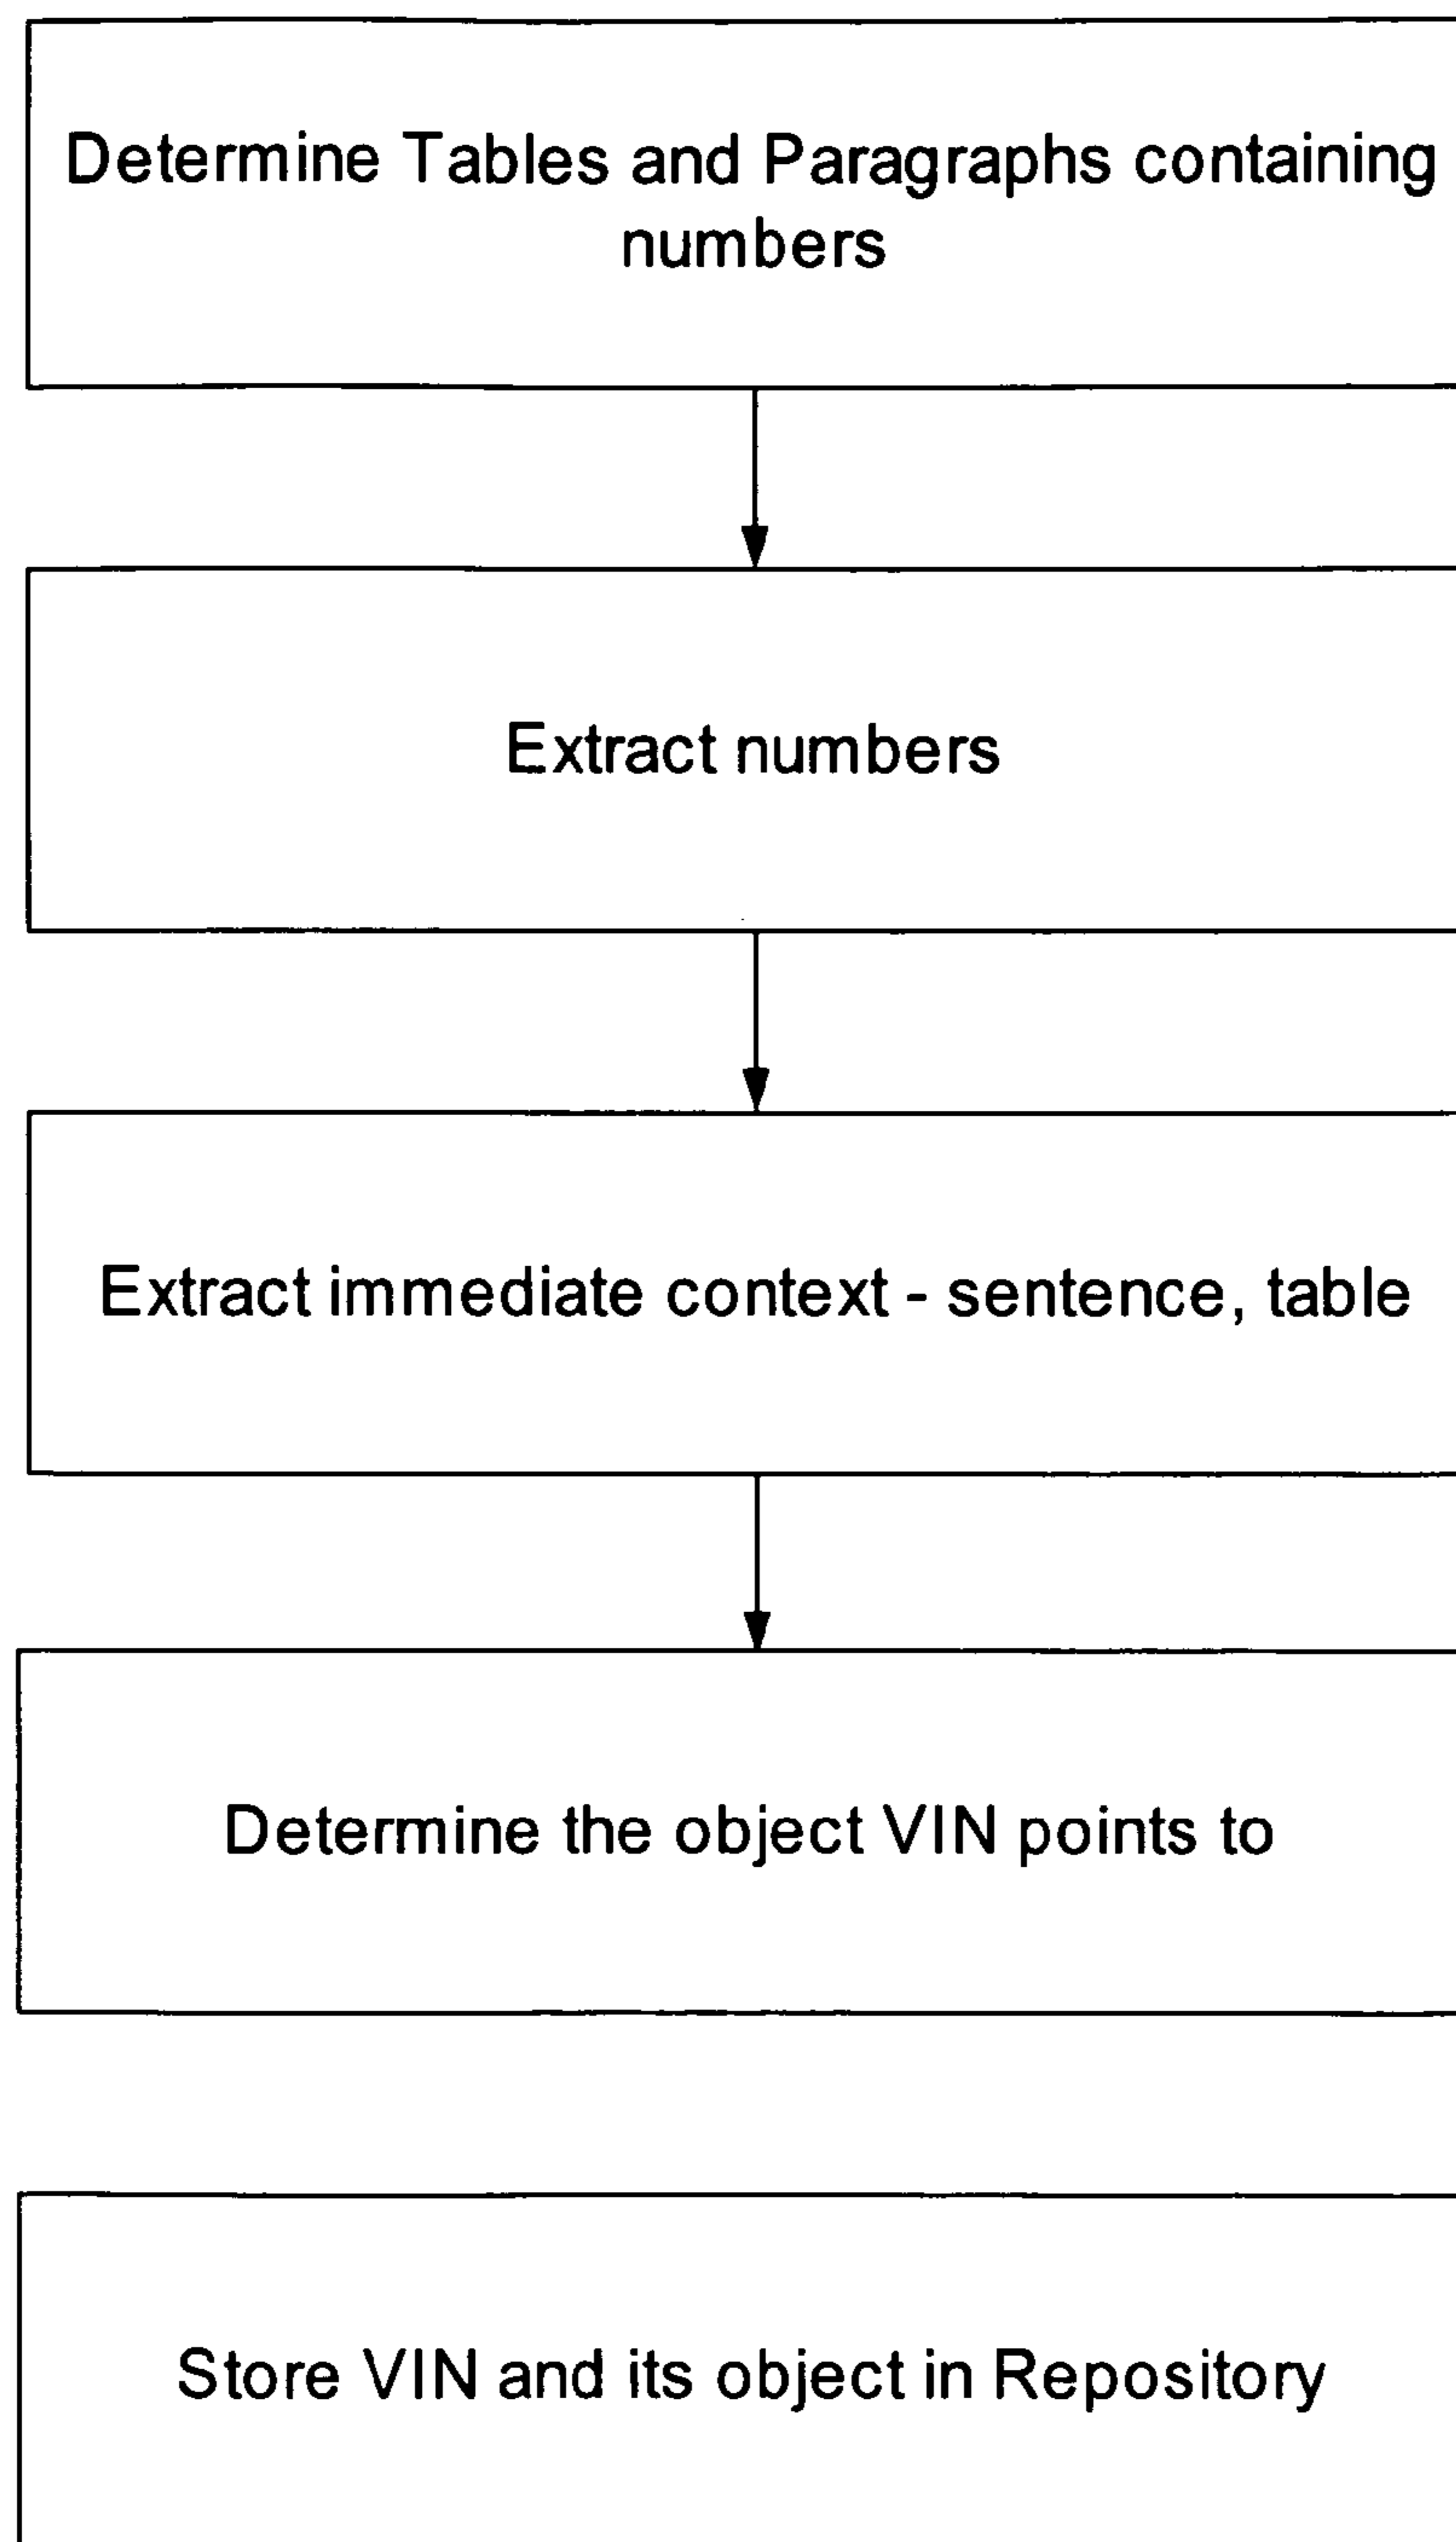 Determine Tables and Paragraphs containing
numbers
Extract numbers
Extract immediate context - sentence, table
Determine the object VIN points to
Store VIN and its object in Repository